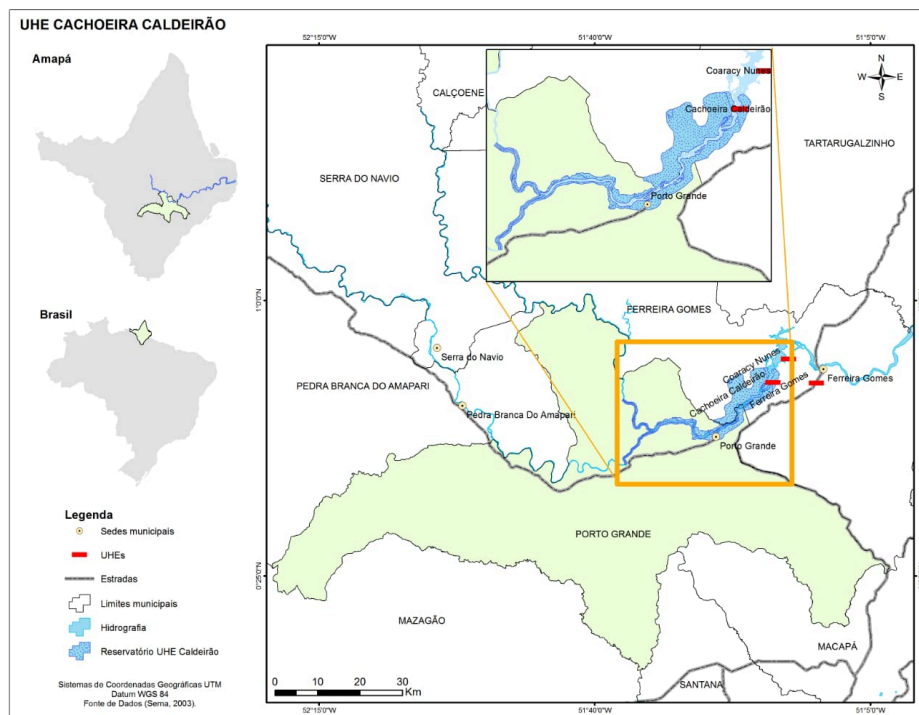 UHE CACHOEIRA CALDEIRÃO
Amapá
Brasil
Legenda
Sedes municipais
UHEs
Estradas
Limites municipais
Hidrografia
Reservatório UHE Caldeirão
Sistemas de Coordenadas Geográficas UTM
Datum WGS 84
Fonte de Dados (Sema, 2003).
52°15'0"W
51°40'0"W
51°5'0"W
Coaracy Nunes
Cachoeira Caldeirão
Porto Grande
N
W E
S
CALÇOENE
TARTARUGALZINHO
SERRA DO NAVIO
1°0'0"N
FERREIRA GOMES
Serra do Navio
Coaracy Nunes
Cachoeira Caldeirão
Ferreira Gomes
Ferreira Gomes
PEDRA BRANCA DO AMAPARI
Pedra Branca Do Amapari
Porto Grande
PORTO GRANDE
0°25'0"N
MAZAGÃO
MACAPÁ
SANTANA
0 5 10 20 30
Km
52°15'0"W
51°40'0"W
51°5'0"W